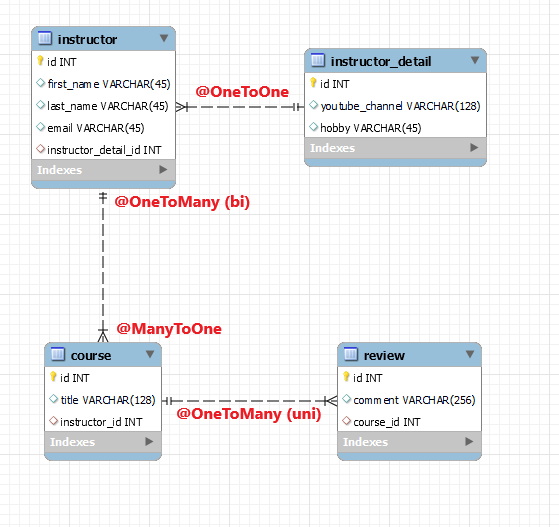 instructor
id INT
first_name VARCHAR(45)
last_name VARCHAR(45)
email VARCHAR(45)
instructor_detail_id INT
Indexes
@OneToOne
instructor_detail
id INT
youtube_channel VARCHAR(128)
hobby VARCHAR(45)
Indexes
@OneToMany (bi)
@ManyToOne
course
id INT
title VARCHAR(128)
instructor_id INT
Indexes
@OneToMany (uni)
review
id INT
comment VARCHAR(256)
course_id INT
Indexes